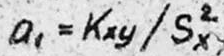 a₁ = Kxy / Sx²